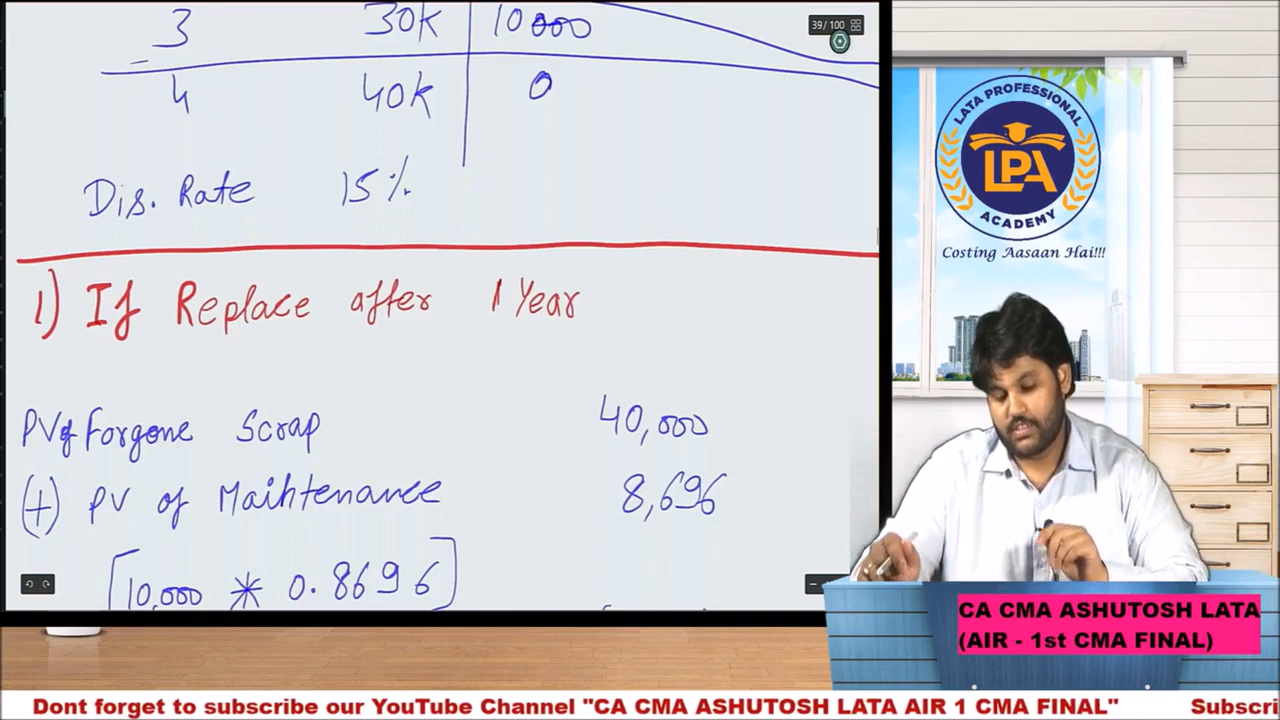 3 30K 10000
39/100
4 40K 0
Dis. Rate 15%
1) If Replace after 1 Year
PV of Forgone Scrap 40,000
(+) PV of Maintenance 8,696
[10,000 * 0.8696]
LATA PROFESSIONAL
LPA
ACADEMY
Costing Aasaan Hai!!!
CA CMA ASHUTOSH LATA
(AIR - 1st CMA FINAL)
Dont forget to subscribe our YouTube Channel "CA CMA ASHUTOSH LATA AIR 1 CMA FINAL" Subscri